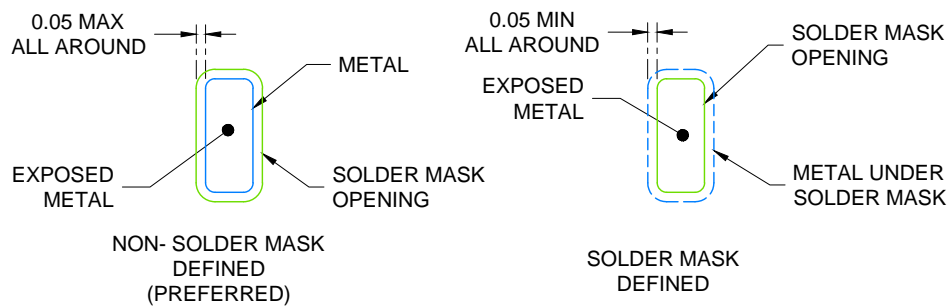 0.05 MAX
ALL AROUND
METAL
EXPOSED
METAL
SOLDER MASK
OPENING
NON- SOLDER MASK
DEFINED
(PREFERRED)
0.05 MIN
ALL AROUND
SOLDER MASK
OPENING
EXPOSED
METAL
METAL UNDER
SOLDER MASK
SOLDER MASK
DEFINED